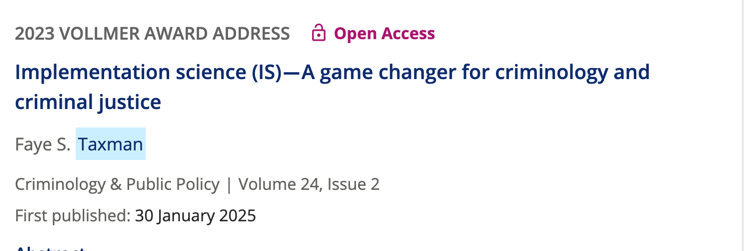 2023 VOLLMER AWARD ADDRESS Open Access
Implementation science (IS)—A game changer for criminology and
criminal justice
Faye S. Taxman
Criminology & Public Policy | Volume 24, Issue 2
First published: 30 January 2025
Abstract